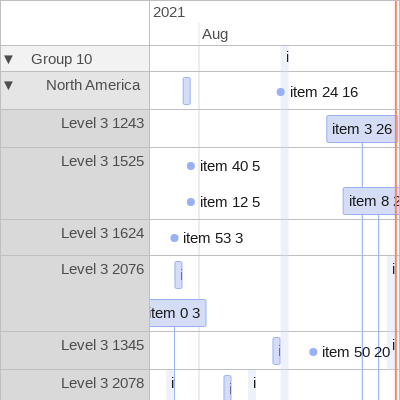 2021
Aug
▼ Group 10 i
▼ North America item 24 16
Level 3 1243 item 3 26
Level 3 1525 item 40 5
item 12 5 item 8
Level 3 1624 item 53 3
Level 3 2076 i i
item 0 3
Level 3 1345 i item 50 20 i
Level 3 2078 i i i